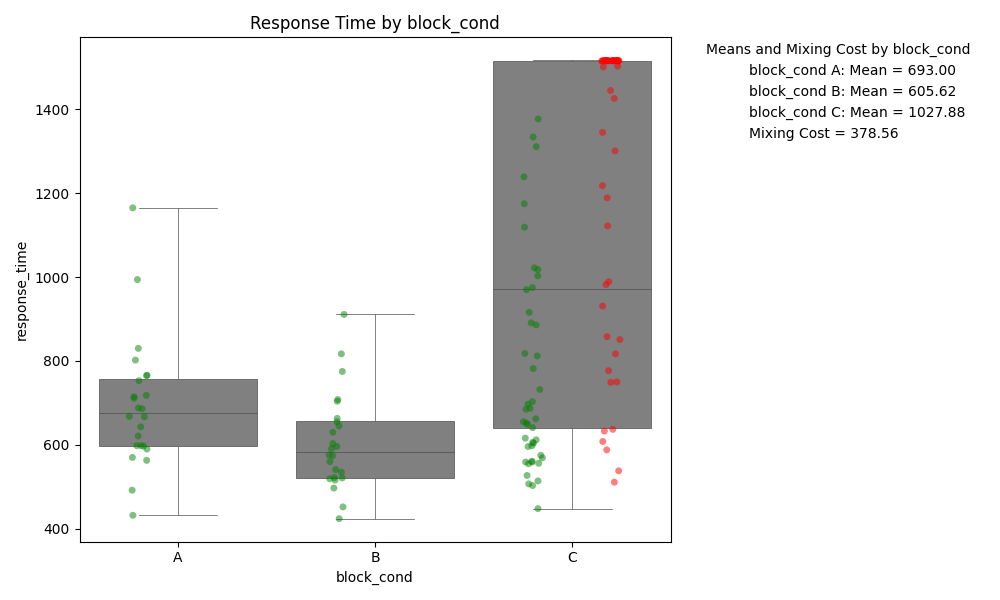 Response Time by block_cond
Means and Mixing Cost by block_cond
block_cond A: Mean = 693.00
block_cond B: Mean = 605.62
block_cond C: Mean = 1027.88
Mixing Cost = 378.56
response_time
1400
1200
1000
800
600
400
A B C
block_cond